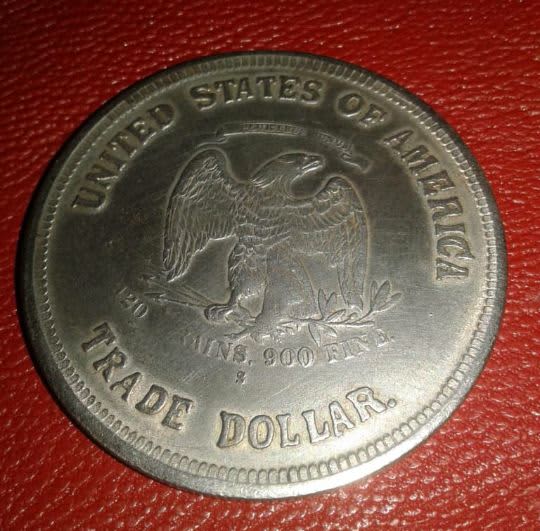 UNITED STATES OF AMERICA
900 FINE.
S
TRADE DOLLAR.